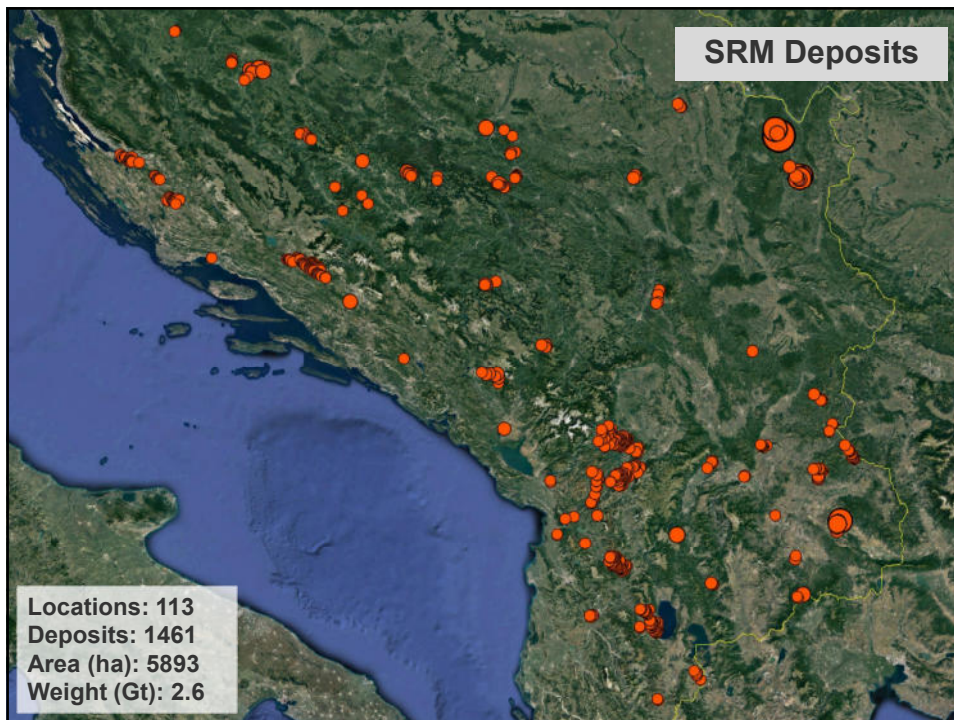 SRM Deposits
Locations: 113
Deposits: 1461
Area (ha): 5893
Weight (Gt): 2.6